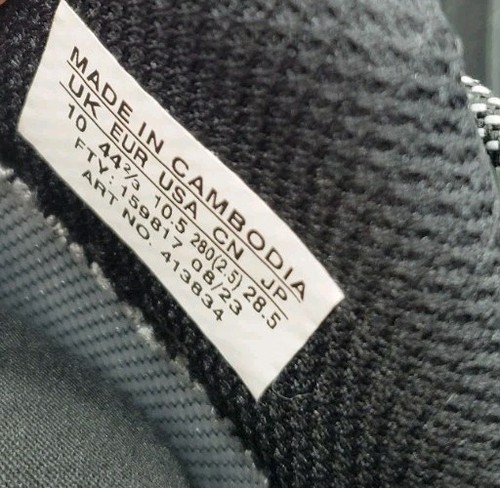 MADE IN CAMBODIA
UK EUR USA CN JP
10 44⅔ 10.5 280(2.5) 28.5
FTY: 159817 08/23
ART NO. 413834